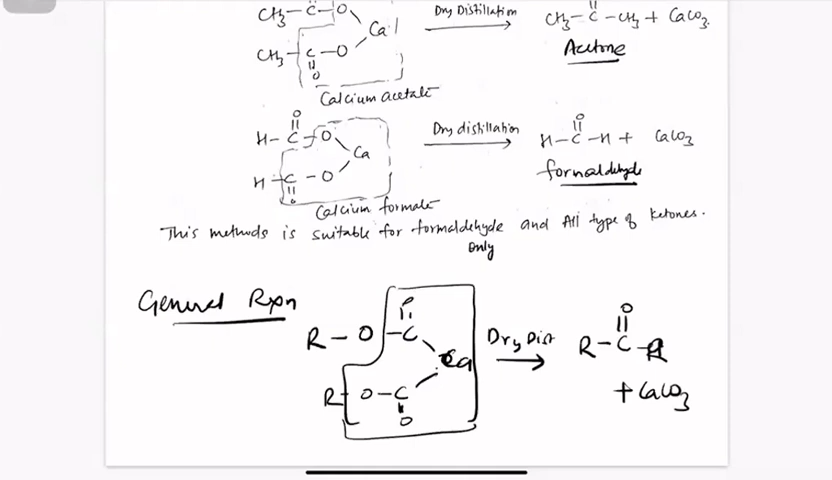 CH3 - C - O Dry Distillation CH3 - C - CH3 + CaCO3
Ca
CH3 - C - O Acetone
O
Calcium acetate
O O
H - C - O Dry distillation H - C - H + CaCO3
Ca
H - C - O formaldehyde
O
Calcium formate
This methods is suitable for formaldehyde and All type of ketones.
only
General Rxn
O O
R - O - C Dry Dist R - C - R
Ca
R - O - C + CaCO3
O